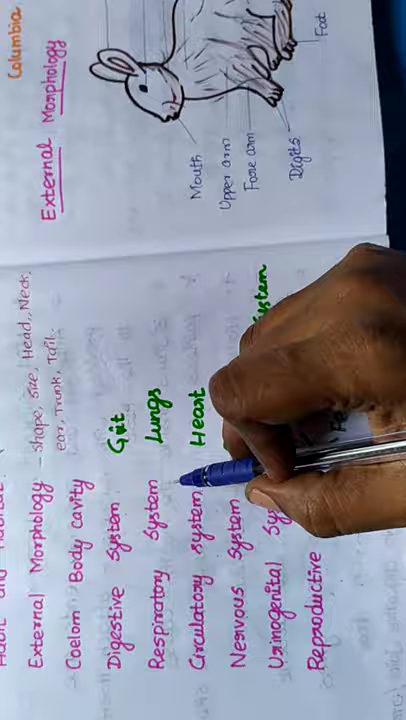 Columbia
External Morphology
Mouth
Upper arm
Fore arm
Digits
Foot
External Morphology - shape, size, Head, Neck,
ear, Trunk, Tail.
Coelom Body cavity
Digestive System Gut
Respiratory System Lungs
Circulatory System Heart
Nervous System
Urinogenital
Reproductive